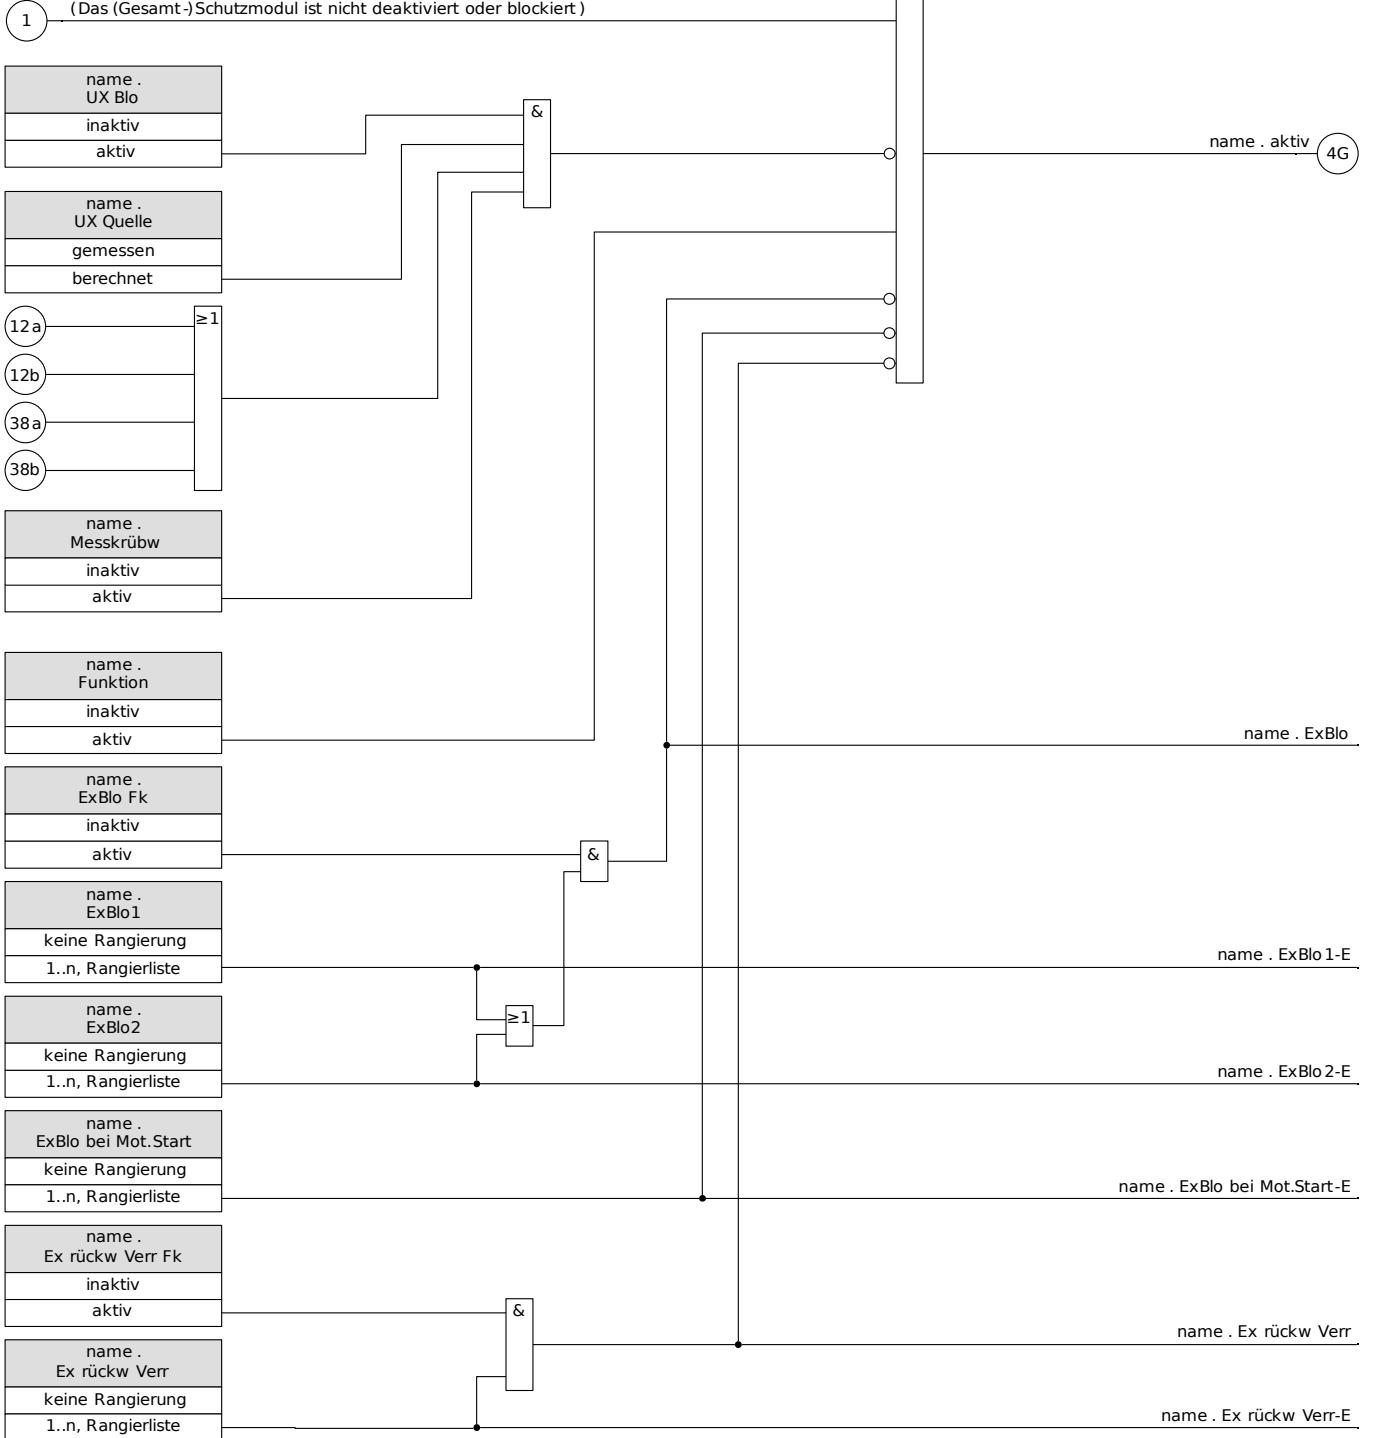 (Das (Gesamt-)Schutzmodul ist nicht deaktiviert oder blockiert)
1
name .
UX Blo
inaktiv
aktiv
&
name . aktiv
4G
name .
UX Quelle
gemessen
berechnet
≥1
12a
12b
38a
38b
name .
Messkrübw
inaktiv
aktiv
name .
Funktion
inaktiv
aktiv
name . ExBlo
name .
ExBlo Fk
inaktiv
aktiv
&
name .
ExBlo1
keine Rangierung
1..n, Rangierliste
name . ExBlo1-E
name .
ExBlo2
keine Rangierung
1..n, Rangierliste
≥1
name . ExBlo2-E
name .
ExBlo bei Mot.Start
keine Rangierung
1..n, Rangierliste
name . ExBlo bei Mot.Start-E
name .
Ex rückw Verr Fk
inaktiv
aktiv
&
name . Ex rückw Verr
name .
Ex rückw Verr
keine Rangierung
1..n, Rangierliste
name . Ex rückw Verr-E